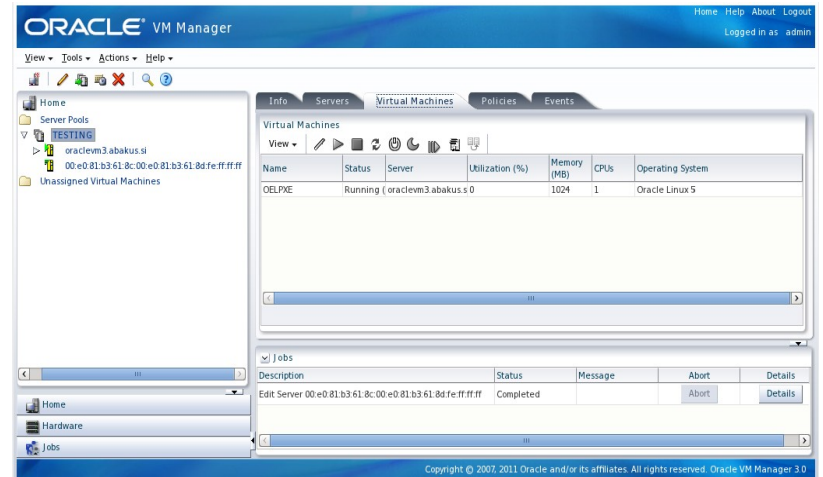 Home Help About Logout
ORACLE VM Manager
Logged in as admin
View Tools Actions Help
Home
Server Pools
TESTING
oraclevm3.abakus.si
00:e0:81:b3:61:8c:00:e0:81:b3:61:8d:fe:ff:ff:ff
Unassigned Virtual Machines
Info Servers Virtual Machines Policies Events
Virtual Machines
View
Name Status Server Utilization (%) Memory (MB) CPUs Operating System
OELPXE Running ( oraclevm3.abakus.s 0 1024 1 Oracle Linux 5
Jobs
Description Status Message Abort Details
Edit Server 00:e0:81:b3:61:8c:00:e0:81:b3:61:8d:fe:ff:ff:ff Completed Abort Details
Home
Hardware
Jobs
Copyright © 2007, 2011 Oracle and/or its affiliates. All rights reserved. Oracle VM Manager 3.0